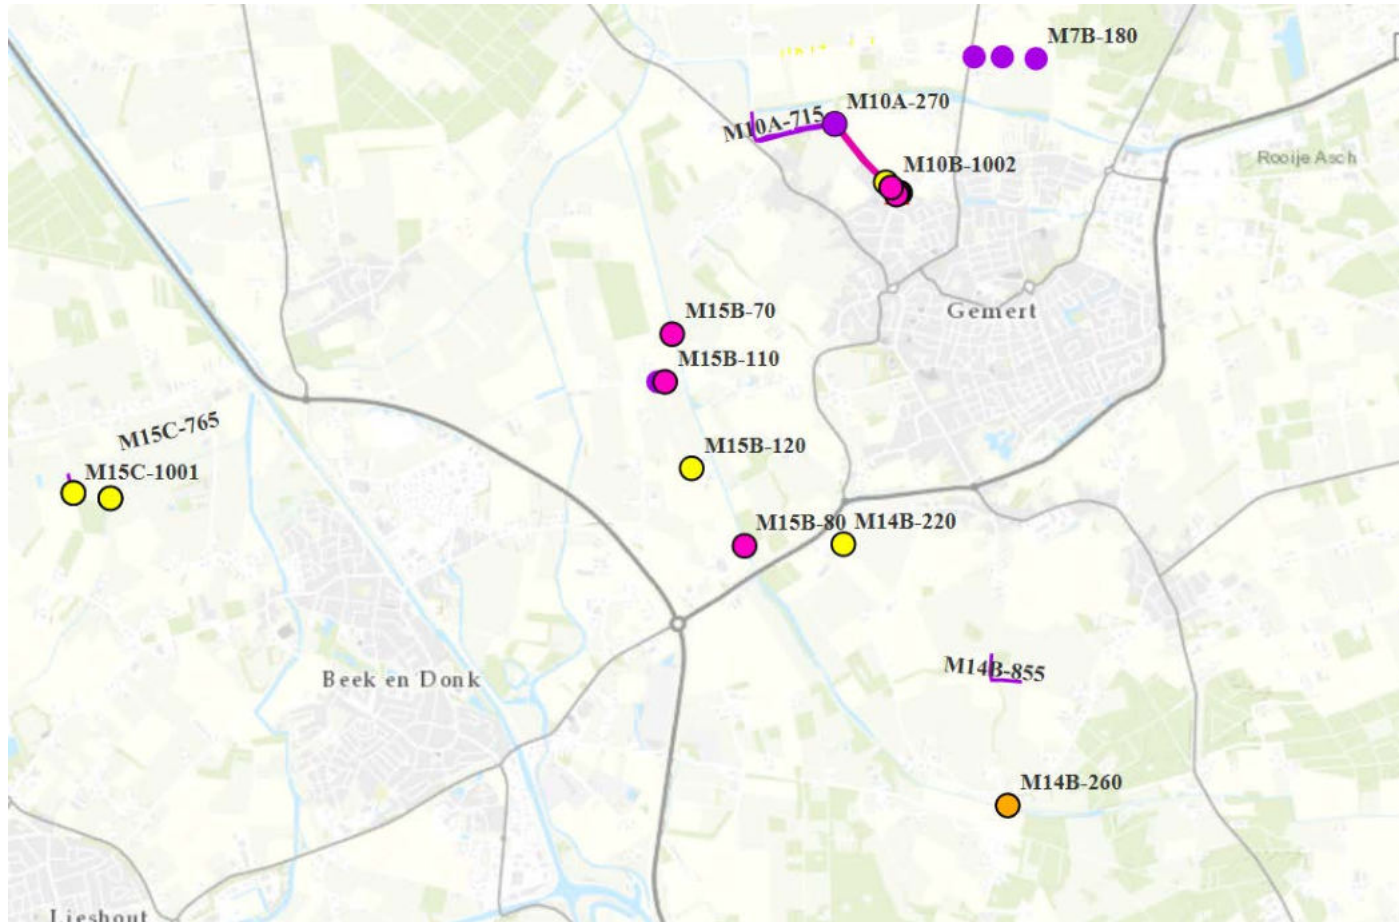 M7B-180
M10A-270
M10A-715
M10B-1002
Rooije Asch
Gemert
M15B-70
M15B-110
M15C-765
M15B-120
M15C-1001
M15B-80
M14B-220
M14B-855
Beek en Donk
M14B-260
Lieshout